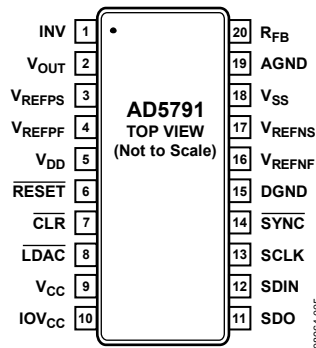 INV 1
VOUT 2
VREFPS 3
VREFPF 4
VDD 5
RESET 6
CLR 7
LDAC 8
VCC 9
IOVCC 10
AD5791
TOP VIEW
(Not to Scale)
20 RFB
19 AGND
18 VSS
17 VREFNS
16 VREFNF
15 DGND
14 SYNC
13 SCLK
12 SDIN
11 SDO